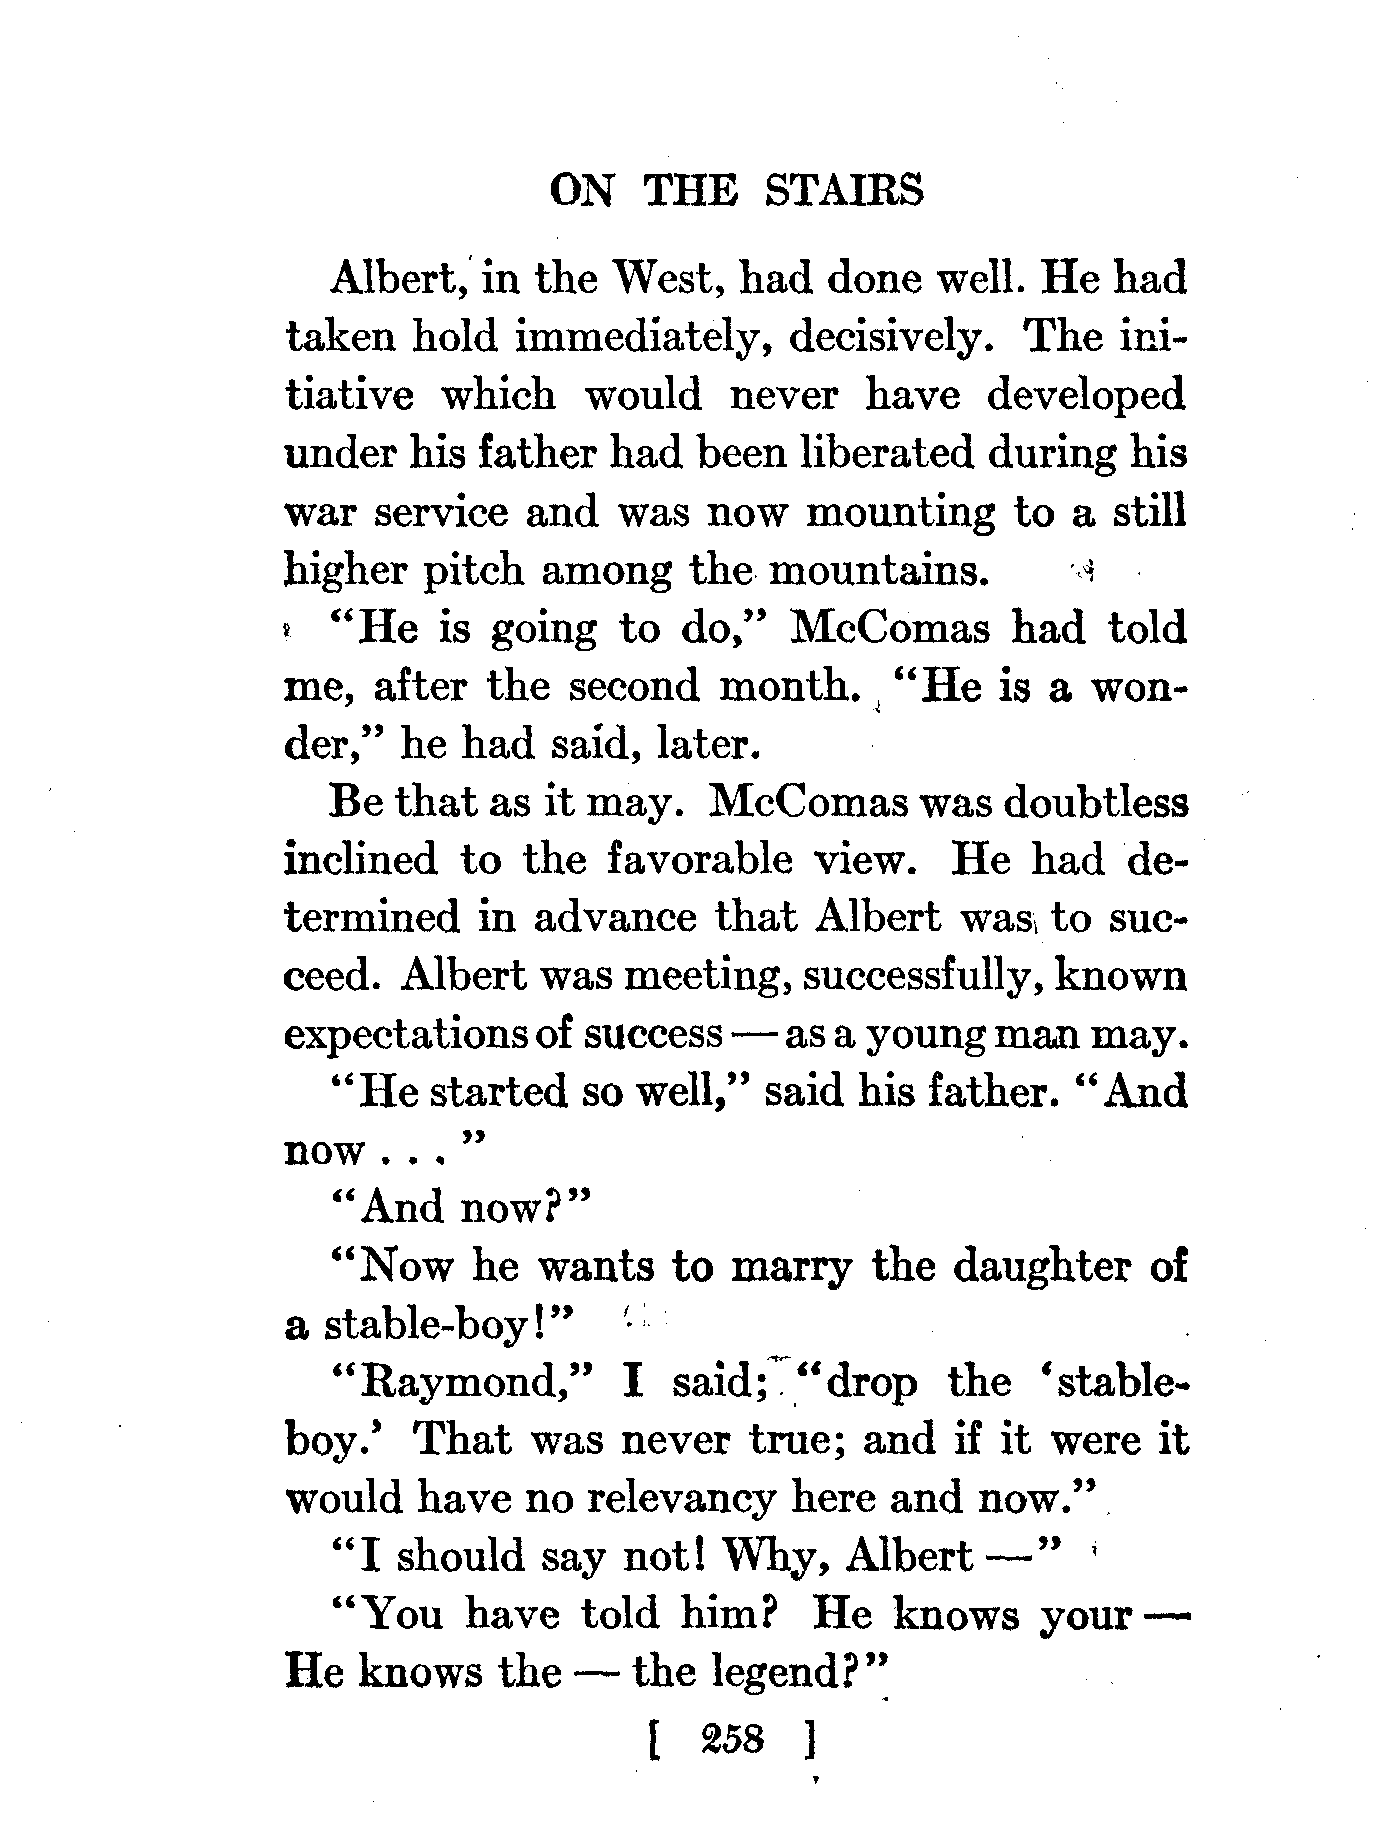 ON THE STAIRS
Albert, in the West, had done well. He had
taken hold immediately, decisively. The ini-
tiative which would never have developed
under his father had been liberated during his
war service and was now mounting to a still
higher pitch among the mountains.
“He is going to do,” McComas had told
me, after the second month. “He is a won-
der,” he had said, later.
Be that as it may. McComas was doubtless
inclined to the favorable view. He had de-
termined in advance that Albert was to suc-
ceed. Albert was meeting, successfully, known
expectations of success — as a young man may.
“He started so well,” said his father. “And
now . . . ”
“And now?”
“Now he wants to marry the daughter of
a stable-boy!”
“Raymond,” I said; “drop the ‘stable-
boy.’ That was never true; and if it were it
would have no relevancy here and now.”
“I should say not! Why, Albert —”
“You have told him? He knows your —
He knows the — the legend?”
[ 258 ]